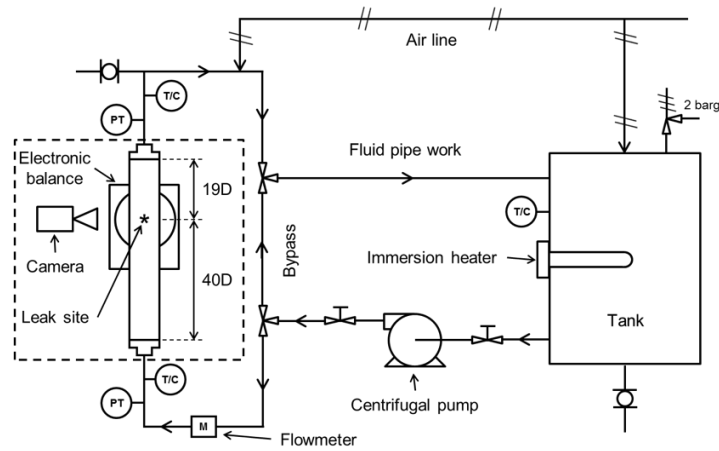 Air line
T/C
PT
2 barg
Electronic
balance
19D
Fluid pipe work
T/C
Camera
Bypass
Immersion heater
Leak site
40D
Tank
T/C
PT
Centrifugal pump
M
Flowmeter